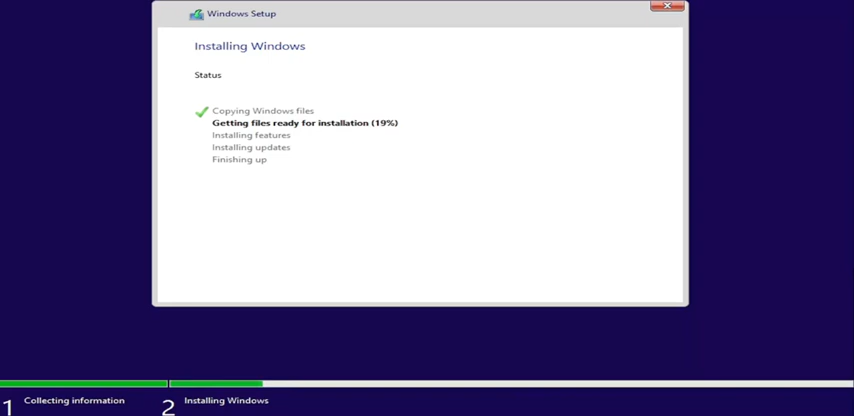 Windows Setup
Installing Windows
Status
Copying Windows files
Getting files ready for installation (19%)
Installing features
Installing updates
Finishing up
1 Collecting information
2 Installing Windows